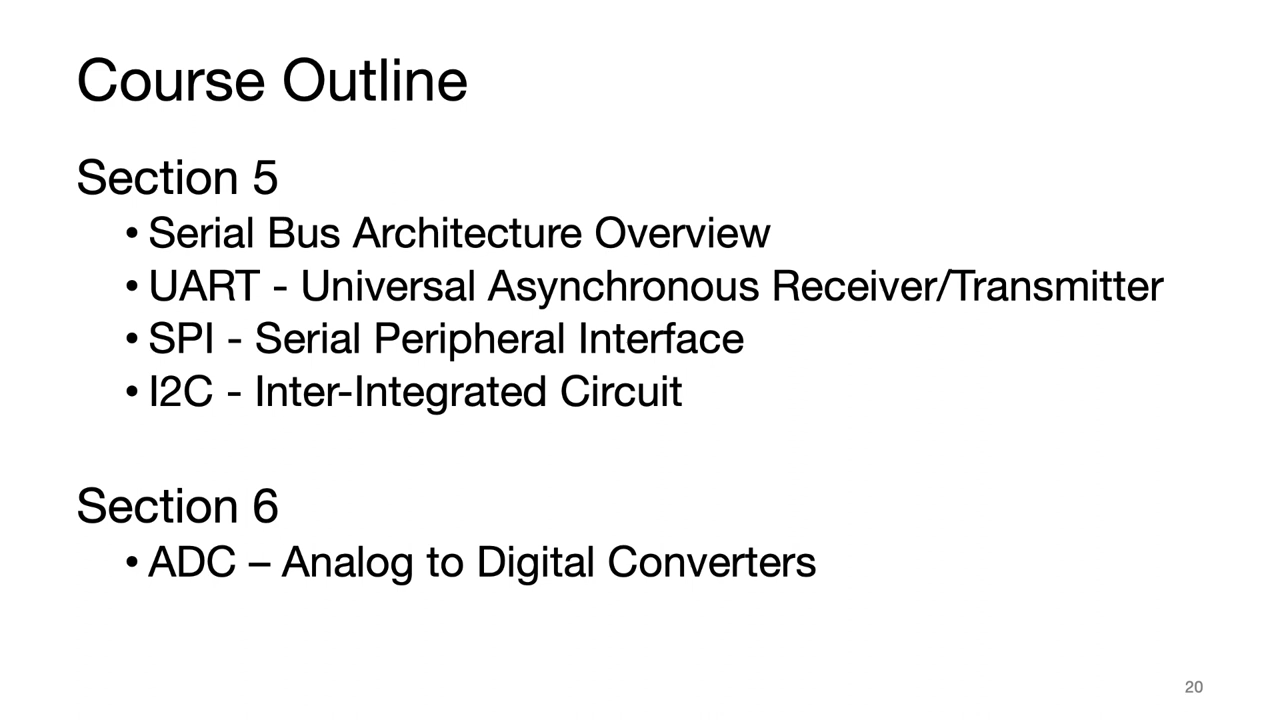 Course Outline
Section 5
• Serial Bus Architecture Overview
• UART - Universal Asynchronous Receiver/Transmitter
• SPI - Serial Peripheral Interface
• I2C - Inter-Integrated Circuit
Section 6
• ADC – Analog to Digital Converters
20